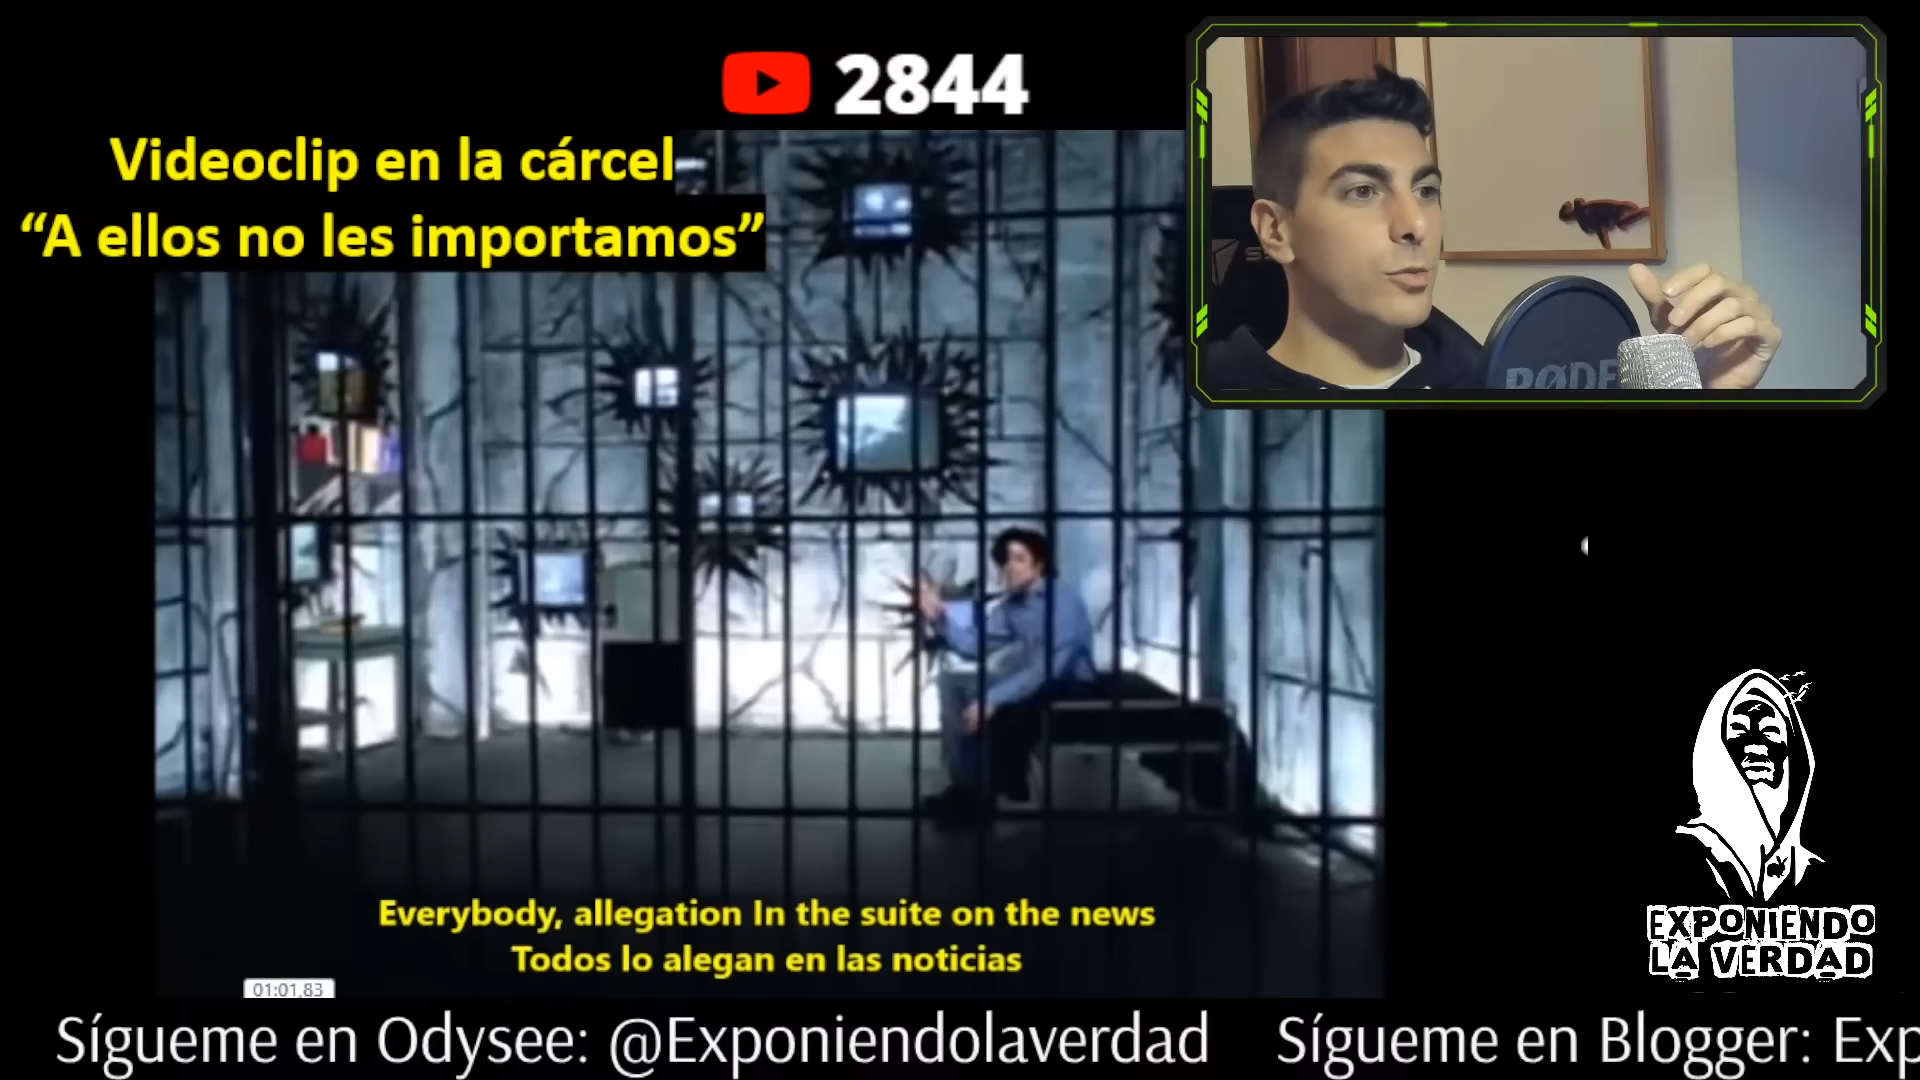 2844
Videoclip en la cárcel
“A ellos no les importamos”
RØDE
Everybody, allegation In the suite on the news
Todos lo alegan en las noticias
EXPONIENDO
LA VERDAD
01:01,83
Sígueme en Odysee: @Exponiendolaverdad Sígueme en Blogger: Exp